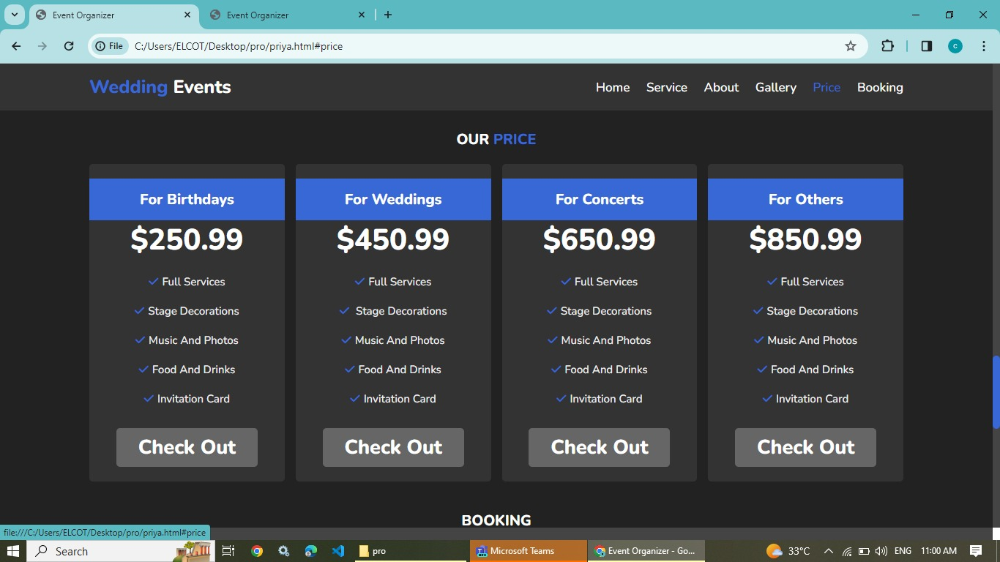 Event Organizer
Event Organizer
File
C:/Users/ELCOT/Desktop/pro/priya.html#price
c
Wedding Events
Home Service About Gallery Price Booking
OUR PRICE
For Birthdays
$250.99
Full Services
Stage Decorations
Music And Photos
Food And Drinks
Invitation Card
Check Out
For Weddings
$450.99
Full Services
Stage Decorations
Music And Photos
Food And Drinks
Invitation Card
Check Out
For Concerts
$650.99
Full Services
Stage Decorations
Music And Photos
Food And Drinks
Invitation Card
Check Out
For Others
$850.99
Full Services
Stage Decorations
Music And Photos
Food And Drinks
Invitation Card
Check Out
BOOKING
file:///C:/Users/ELCOT/Desktop/pro/priya.html#price
Search
pro
Microsoft Teams
Event Organizer - Go...
33°C
ENG
11:00 AM